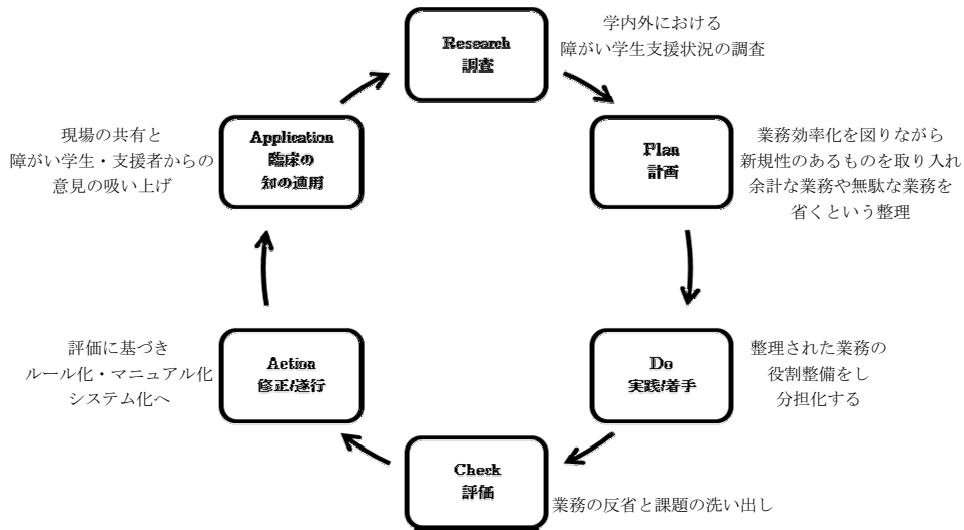 Research
調査
学内外における
障がい学生支援状況の調査
Plan
計画
業務効率化を図りながら
新規性のあるものを取り入れ
余計な業務や無駄な業務を
省くという整理
Do
実践/着手
整理された業務の
役割整備をし
分担化する
Check
評価
業務の反省と課題の洗い出し
Action
修正/遂行
評価に基づき
ルール化・マニュアル化
システム化へ
Application
臨床の
知の適用
現場の共有と
障がい学生・支援者からの
意見の吸い上げ